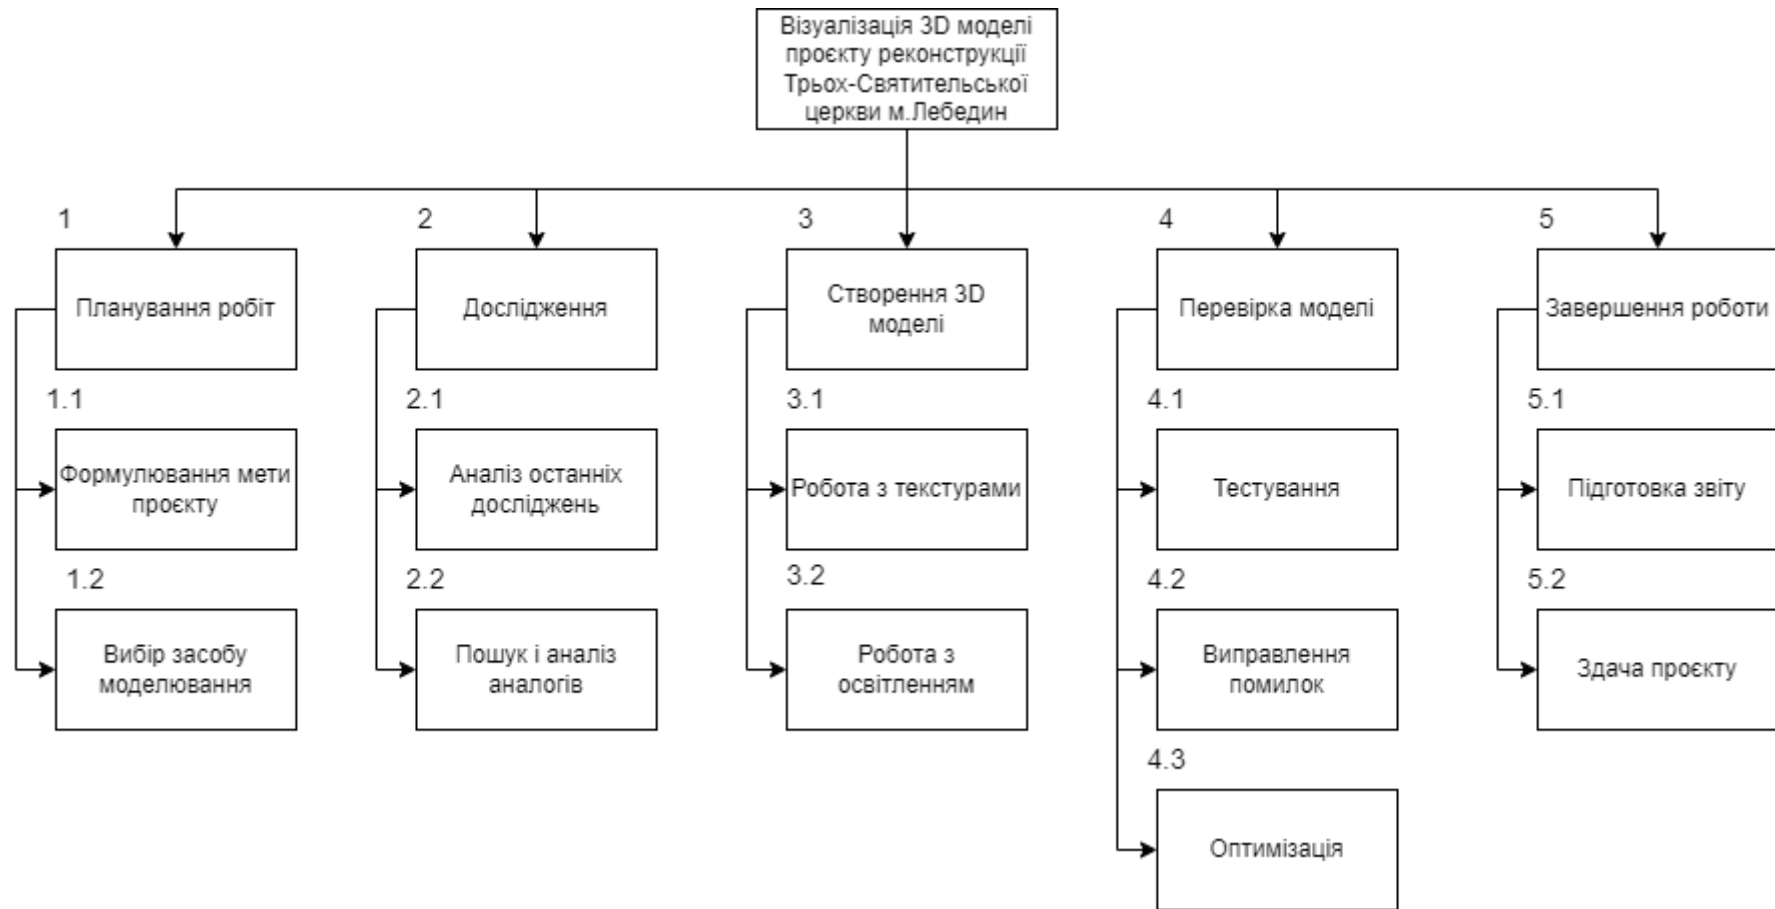 Візуалізація 3D моделі
проєкту реконструкції
Трьох-Святительської
церкви м.Лебедин
1
Планування робіт
1.1
Формулювання мети
проєкту
1.2
Вибір засобу
моделювання
2
Дослідження
2.1
Аналіз останніх
досліджень
2.2
Пошук і аналіз
аналогів
3
Створення 3D
моделі
3.1
Робота з текстурами
3.2
Робота з
освітленням
4
Перевірка моделі
4.1
Тестування
4.2
Виправлення
помилок
4.3
Оптимізація
5
Завершення роботи
5.1
Підготовка звіту
5.2
Здача проєкту